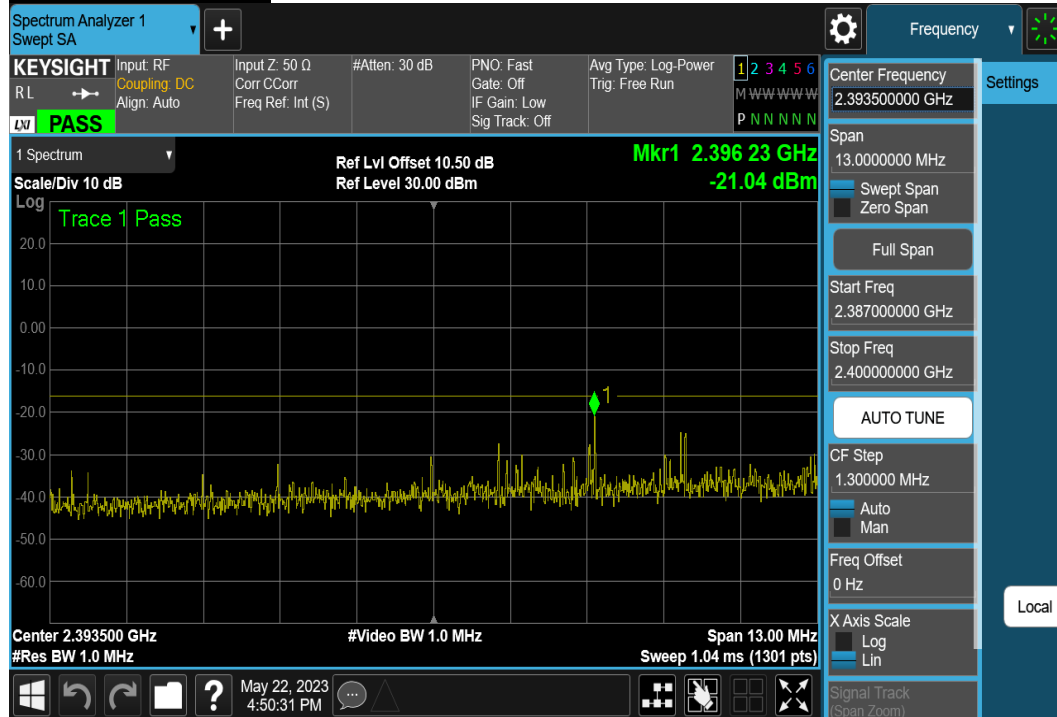 Spectrum Analyzer 1
Swept SA
+
Frequency
KEYSIGHT
RL
LXI PASS
Input: RF
Coupling: DC
Align: Auto
Input Z: 50 Ω
Corr CCorr
Freq Ref: Int (S)
#Atten: 30 dB
PNO: Fast
Gate: Off
IF Gain: Low
Sig Track: Off
Avg Type: Log-Power
Trig: Free Run
1 2 3 4 5 6
M W W W W W
P N N N N N
1 Spectrum
Scale/Div 10 dB
Ref Lvl Offset 10.50 dB
Ref Level 30.00 dBm
Mkr1 2.396 23 GHz
-21.04 dBm
Log
Trace 1 Pass
20.0
10.0
0.00
-10.0
1
-20.0
-30.0
-40.0
-50.0
-60.0
Center 2.393500 GHz
#Video BW 1.0 MHz
Span 13.00 MHz
#Res BW 1.0 MHz
Sweep 1.04 ms (1301 pts)
?
May 22, 2023
4:50:31 PM
Center Frequency
2.393500000 GHz
Settings
Span
13.0000000 MHz
Swept Span
Zero Span
Full Span
Start Freq
2.387000000 GHz
Stop Freq
2.400000000 GHz
AUTO TUNE
CF Step
1.300000 MHz
Auto
Man
Freq Offset
0 Hz
Local
X Axis Scale
Log
Lin
Signal Track
(Span Zoom)